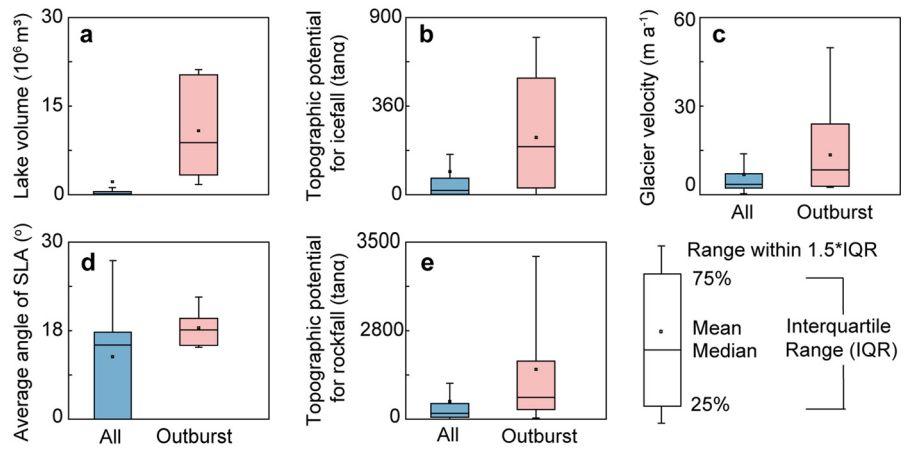 a
Lake volume (10⁶ m³)
30
15
0
b
Topographic potential
for icefall (tanα)
900
360
0
c
Glacier velocity (m a⁻¹)
60
30
0
All
Outburst
d
Average angle of SLA (°)
30
18
0
All
Outburst
e
Topographic potential
for rockfall (tanα)
3500
2800
0
All
Outburst
Range within 1.5*IQR
75%
Mean
Median
25%
Interquartile
Range (IQR)